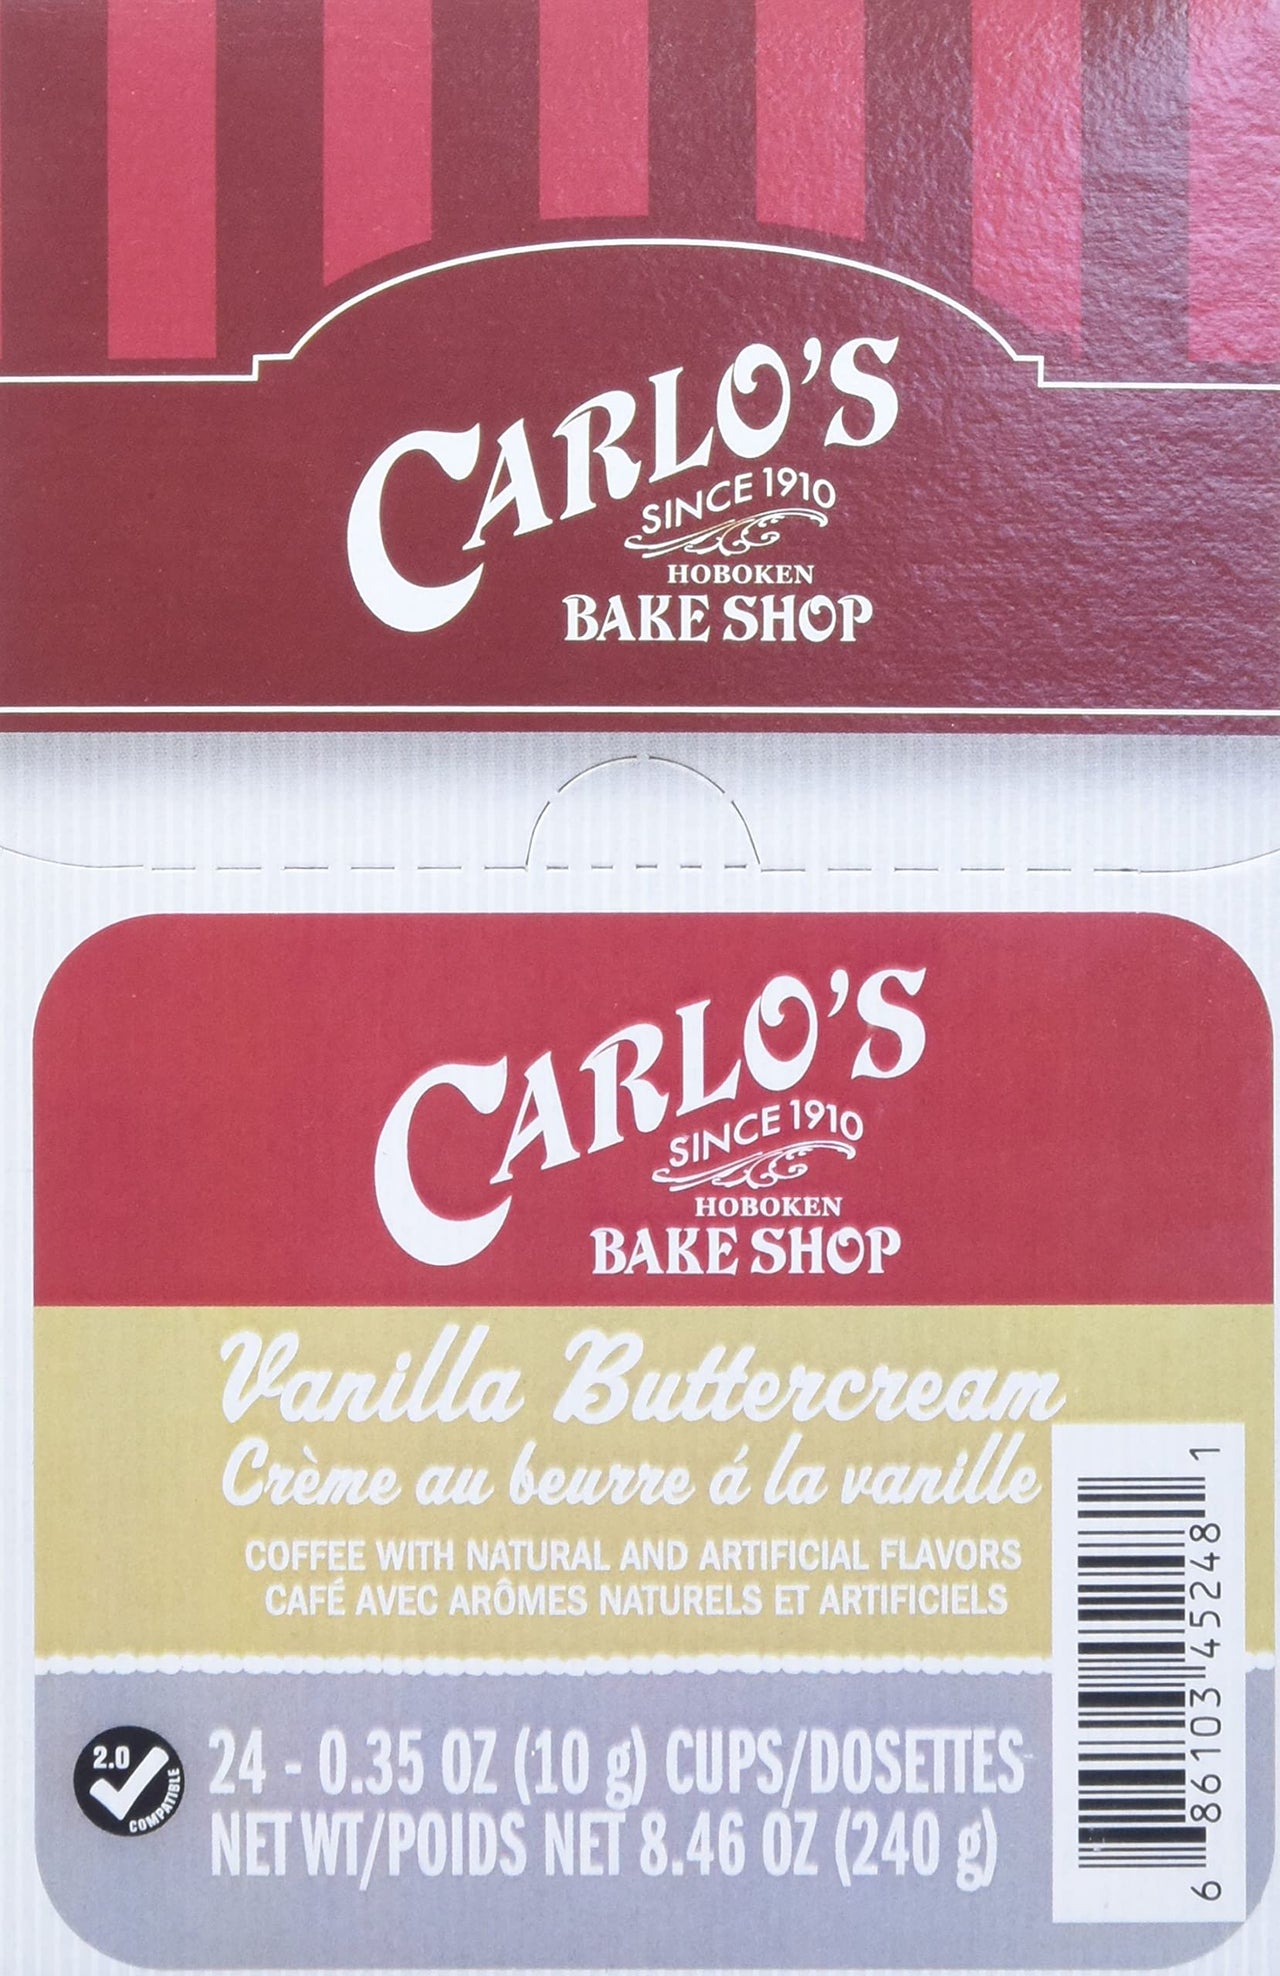 CARLO'S
SINCE 1910
HOBOKEN
BAKE SHOP
CARLO'S
SINCE 1910
HOBOKEN
BAKE SHOP
Vanilla Buttercream
Crème au beurre á la vanille
COFFEE WITH NATURAL AND ARTIFICIAL FLAVORS
CAFÉ AVEC ARÔMES NATURELS ET ARTIFICIELS
2.0
COMPATIBLE
24 - 0.35 OZ (10 g) CUPS/DOSETTES
NET WT/POIDS NET 8.46 OZ (240 g)
6 86103 45248 1